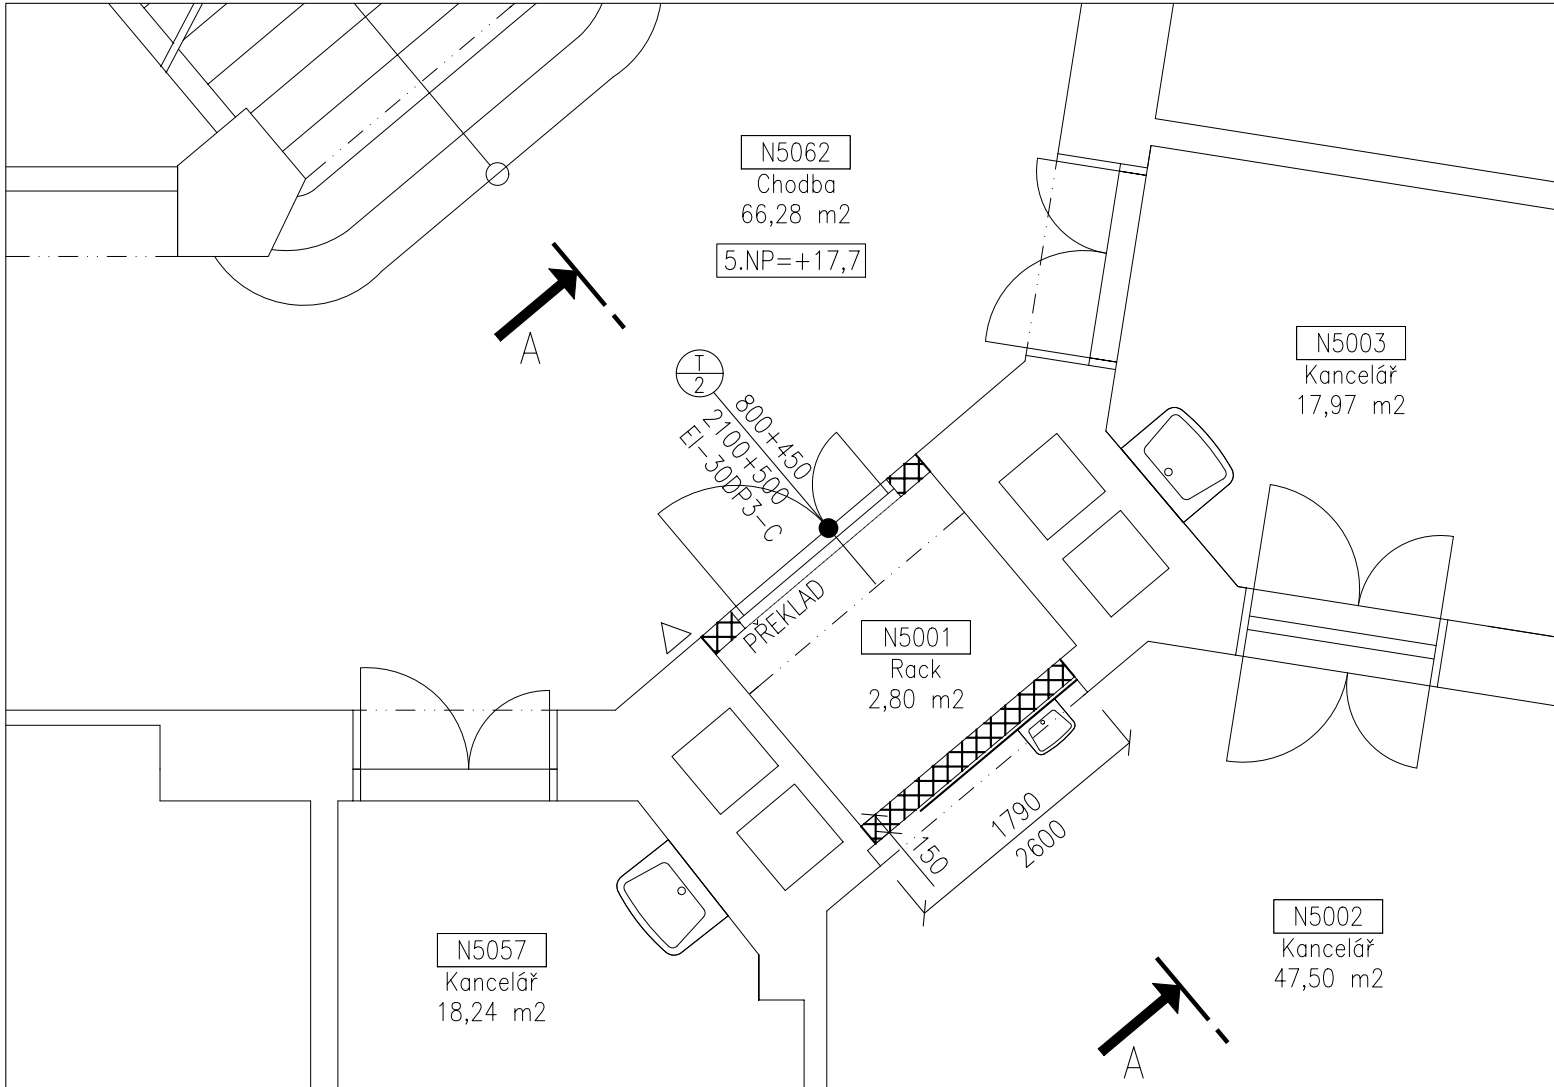 N5062
Chodba
66,28 m2
5.NP=+17,7
A
N5003
Kancelář
17,97 m2
T
2
800+450
2100+500
EI-30DP3-C
PŘEKLAD
N5001
Rack
2,80 m2
1790
2600
150
N5002
Kancelář
47,50 m2
N5057
Kancelář
18,24 m2
A